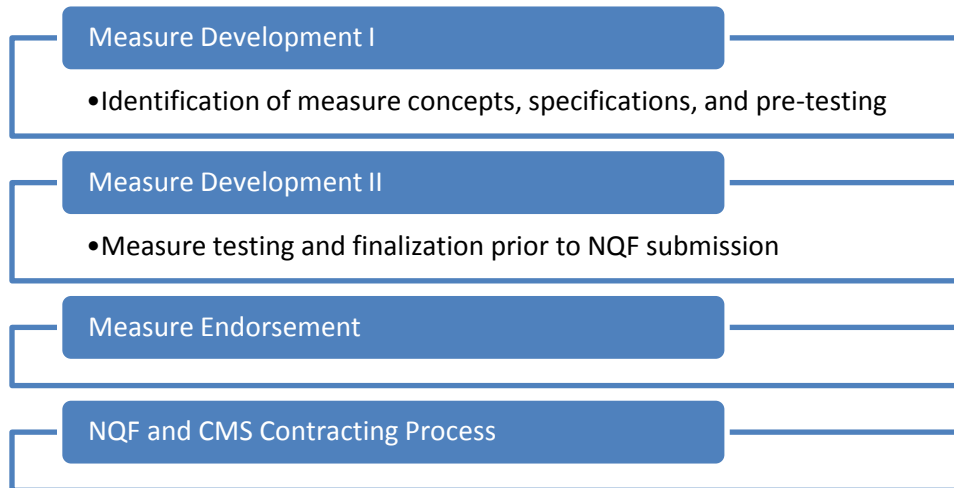 Measure Development I
•Identification of measure concepts, specifications, and pre-testing
Measure Development II
•Measure testing and finalization prior to NQF submission
Measure Endorsement
NQF and CMS Contracting Process